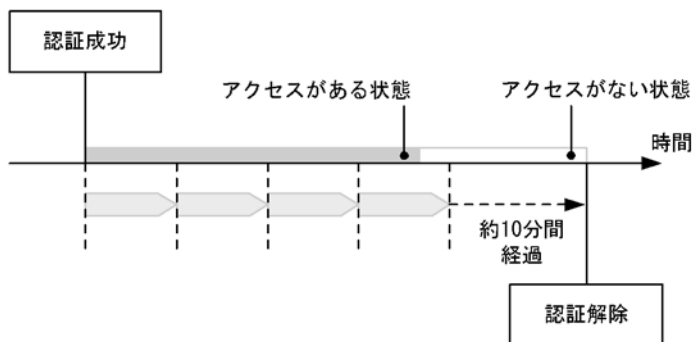 認証成功
アクセスがある状態
アクセスがない状態
時間
約10分間
経過
認証解除